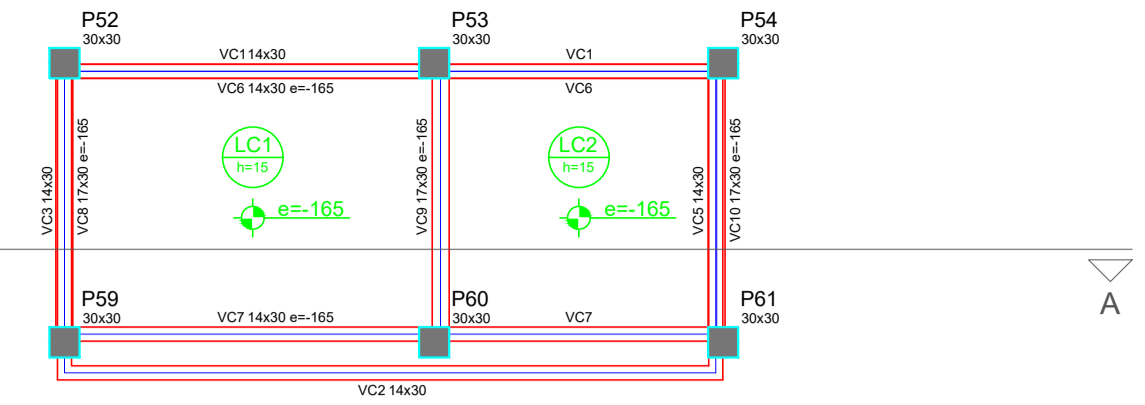 P52
30x30
P53
30x30
P54
30x30
VC114x30
VC1
VC6 14x30 e=-165
VC6
LC1
h=15
LC2
h=15
e=-165
e=-165
VC3 14x30
VC8 17x30 e=-165
VC9 17x30 e=-165
VC5 14x30
VC10 17x30 e=-165
A
P59
30x30
P60
30x30
P61
30x30
VC7 14x30 e=-165
VC7
VC2 14x30